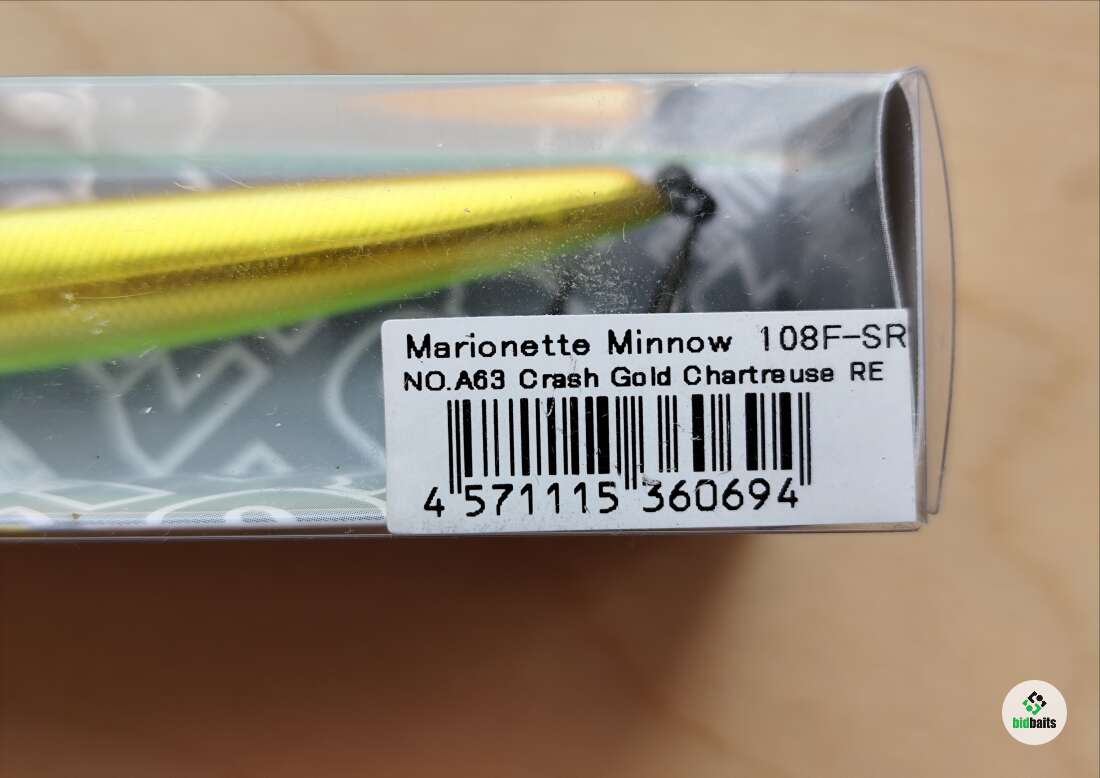 Marionette Minnow 108F-SR
NO.A63 Crash Gold Chartreuse RE
4 571115 360694
bidbaits